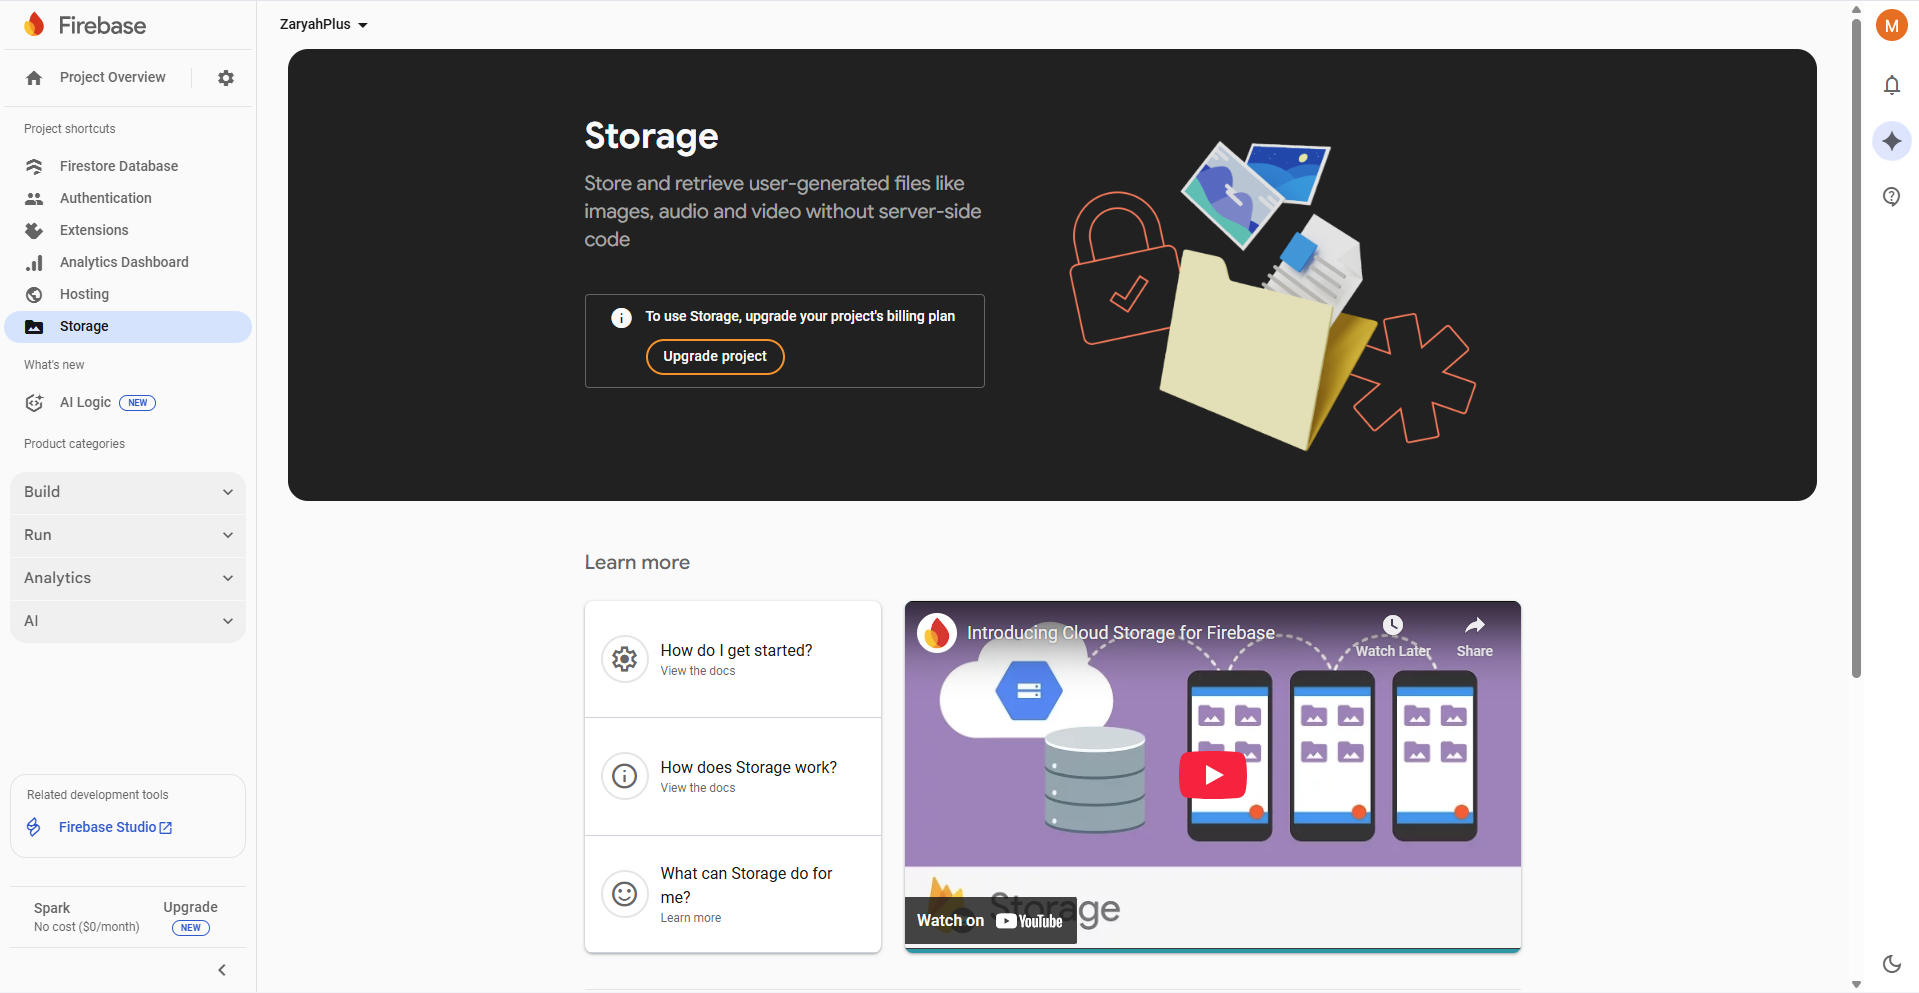 Firebase
ZaryahPlus
M
Project Overview
Project shortcuts
Firestore Database
Authentication
Extensions
Analytics Dashboard
Hosting
Storage
What's new
AI Logic NEW
Product categories
Build
Run
Analytics
AI
Related development tools
Firebase Studio
Spark
No cost ($0/month)
Upgrade
NEW
Storage
Store and retrieve user-generated files like
images, audio and video without server-side
code
To use Storage, upgrade your project's billing plan
Upgrade project
Learn more
How do I get started?
View the docs
How does Storage work?
View the docs
What can Storage do for
me?
Learn more
Introducing Cloud Storage for Firebase
Watch Later
Share
Storage
Watch on YouTube